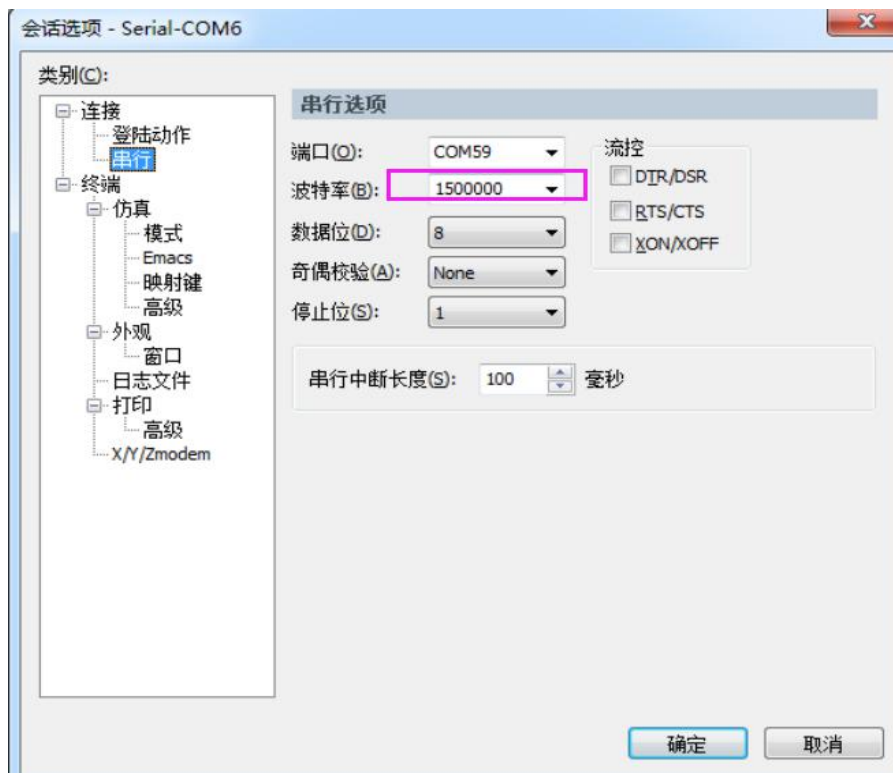 会话选项 - Serial-COM6
类别(C):
连接
登陆动作
串行
终端
仿真
模式
Emacs
映射键
高级
外观
窗口
日志文件
打印
高级
X/Y/Zmodem
串行选项
端口(O): COM59
波特率(B): 1500000
数据位(D): 8
奇偶校验(A): None
停止位(S): 1
流控
DTR/DSR
RTS/CTS
XON/XOFF
串行中断长度(S): 100 毫秒
确定 取消